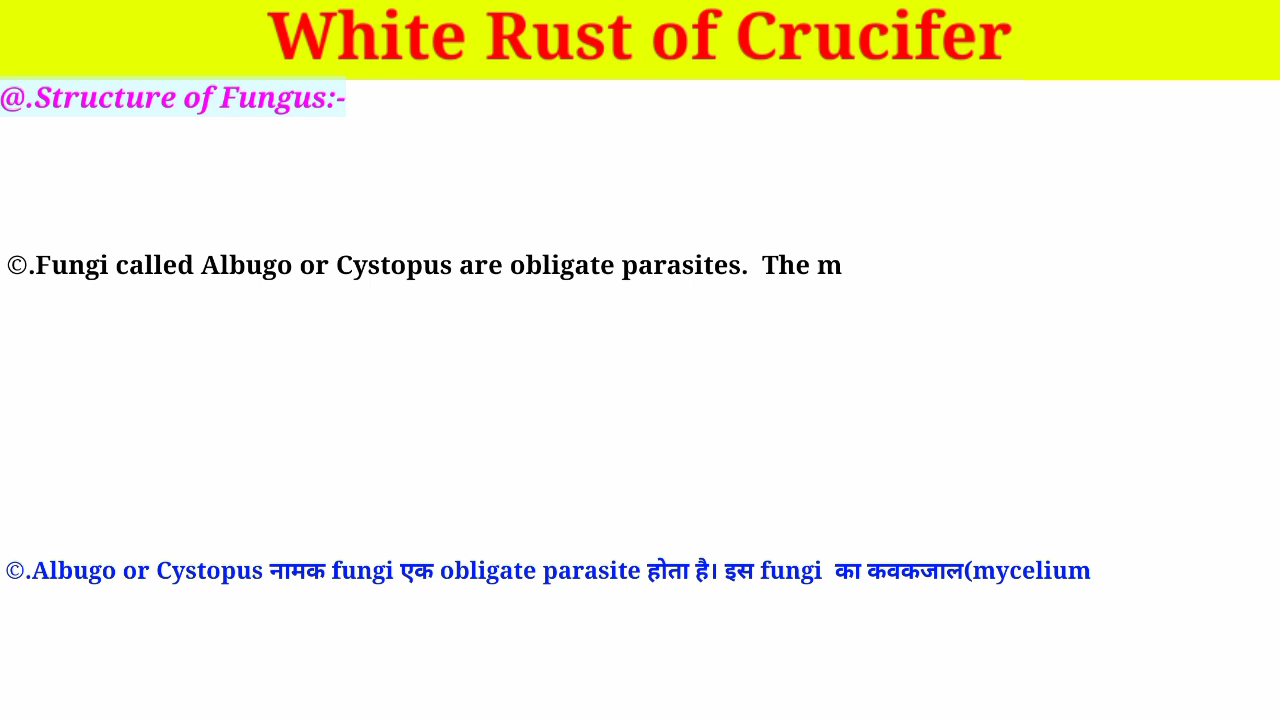 White Rust of Crucifer
@.Structure of Fungus:-
©.Fungi called Albugo or Cystopus are obligate parasites.  The m
©.Albugo or Cystopus नामक fungi एक obligate parasite होता है। इस fungi  का कवकजाल(mycelium